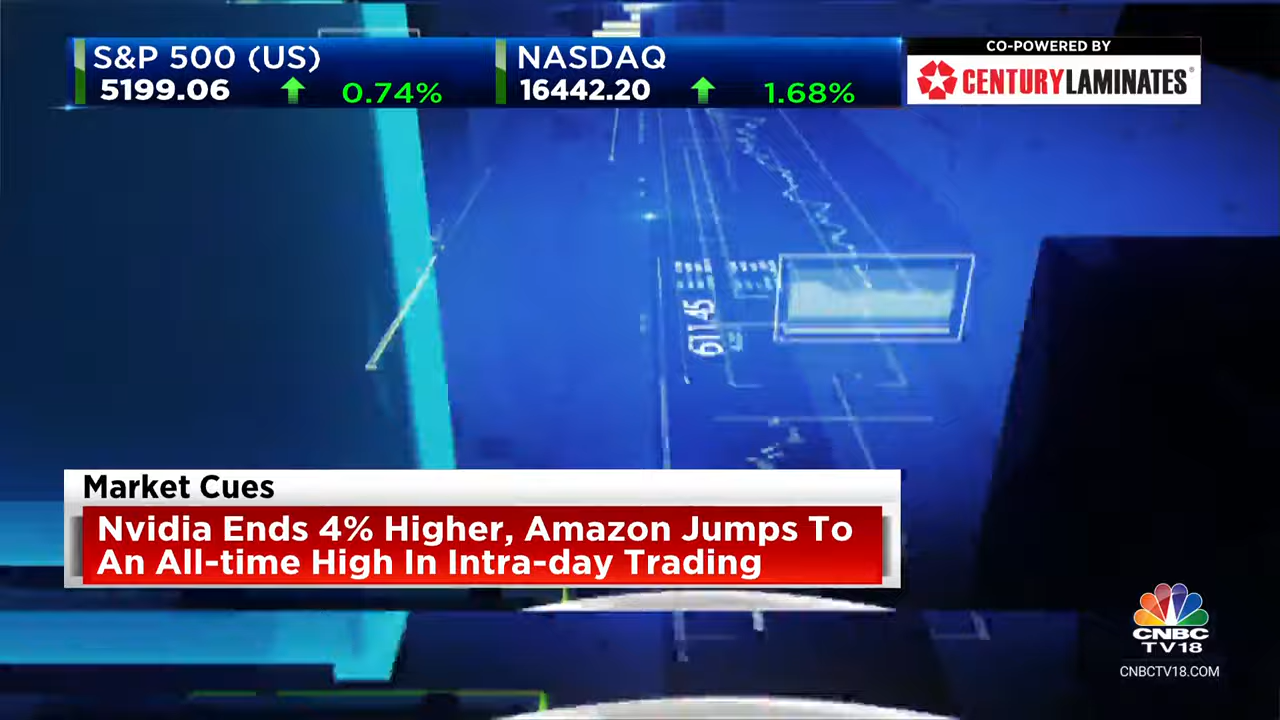 S&P 500 (US)
5199.06 0.74%
NASDAQ
16442.20 1.68%
CO-POWERED BY
CENTURYLAMINATES®
67145
Market Cues
Nvidia Ends 4% Higher, Amazon Jumps To
An All-time High In Intra-day Trading
CNBC
TV18
CNBCTV18.COM